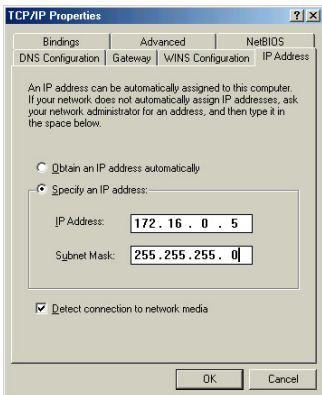 TCP/IP Properties
Bindings Advanced NetBIOS
DNS Configuration Gateway WINS Configuration IP Address
An IP address can be automatically assigned to this computer.
If your network does not automatically assign IP addresses, ask
your network administrator for an address, and then type it in
the space below.
Obtain an IP address automatically
Specify an IP address:
IP Address: 172.16.0.5
Subnet Mask: 255.255.255.0
Detect connection to network media
OK Cancel